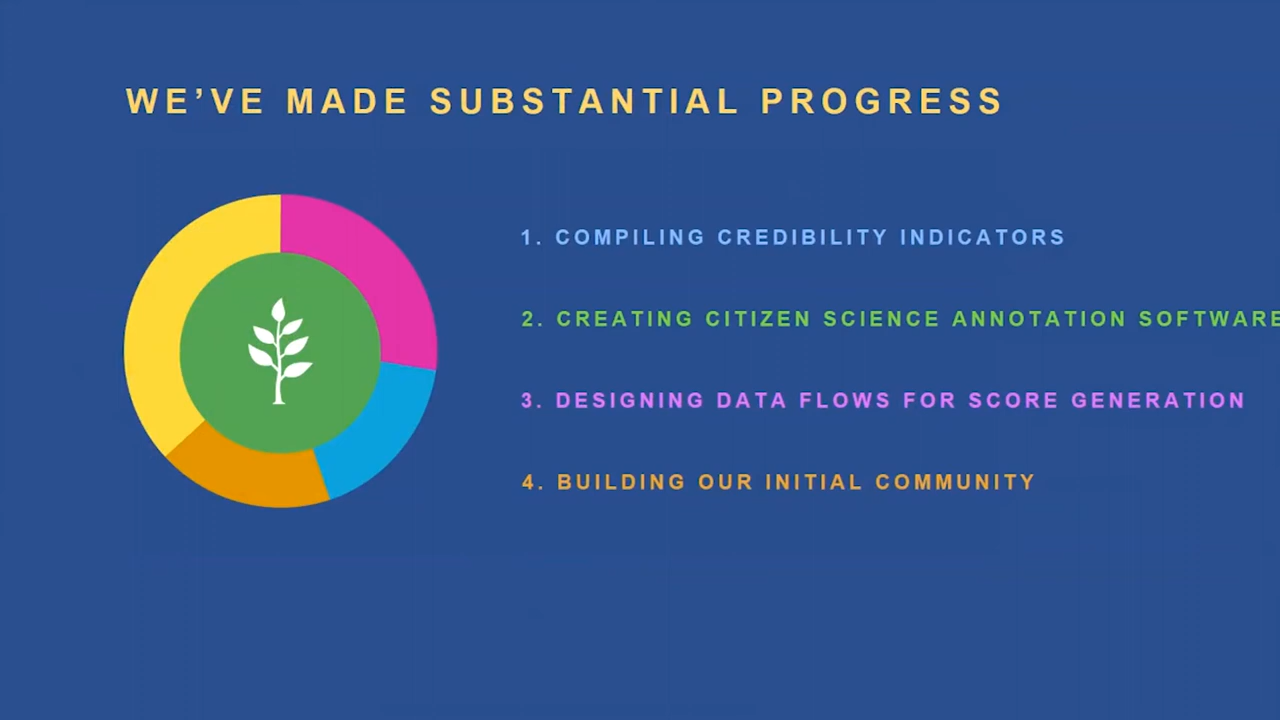 WE’VE MADE SUBSTANTIAL PROGRESS
1. COMPILING CREDIBILITY INDICATORS
2. CREATING CITIZEN SCIENCE ANNOTATION SOFTWARE
3. DESIGNING DATA FLOWS FOR SCORE GENERATION
4. BUILDING OUR INITIAL COMMUNITY